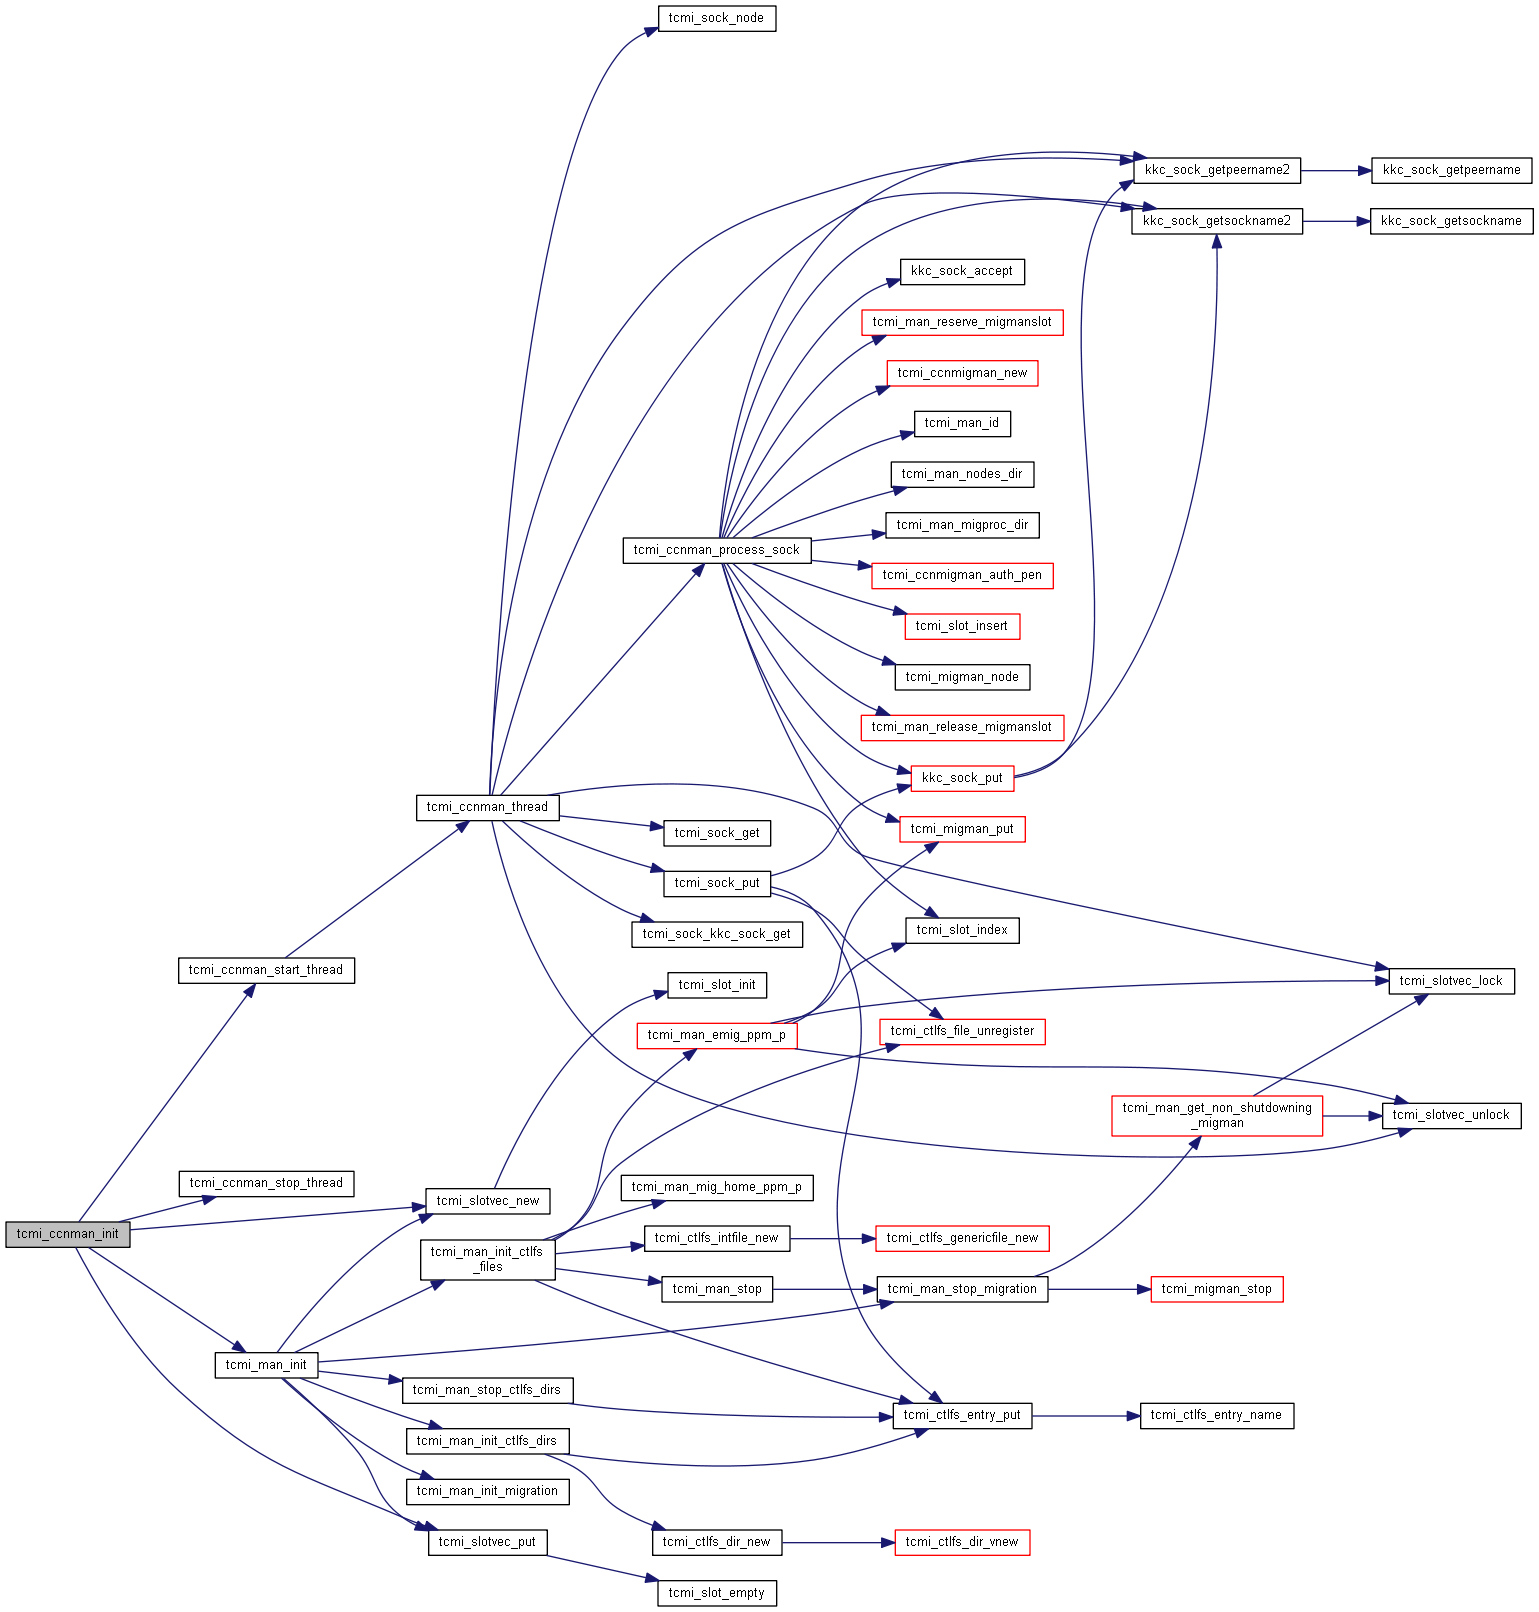 tcmi_sock_node
kkc_sock_getpeername2
kkc_sock_getpeername
kkc_sock_getsockname2
kkc_sock_getsockname
kkc_sock_accept
tcmi_man_reserve_migmanslot
tcmi_ccnmigman_new
tcmi_man_id
tcmi_man_nodes_dir
tcmi_man_migproc_dir
tcmi_ccnman_process_sock
tcmi_ccnmigman_auth_pen
tcmi_slot_insert
tcmi_migman_node
tcmi_man_release_migmanslot
kkc_sock_put
tcmi_ccnman_thread
tcmi_migman_put
tcmi_sock_get
tcmi_sock_put
tcmi_sock_kkc_sock_get
tcmi_slot_index
tcmi_ccnman_start_thread
tcmi_slotvec_lock
tcmi_slot_init
tcmi_man_emig_ppm_p
tcmi_ctlfs_file_unregister
tcmi_man_get_non_shutdowning
_migman
tcmi_slotvec_unlock
tcmi_ccnman_stop_thread
tcmi_man_mig_home_ppm_p
tcmi_slotvec_new
tcmi_ccnman_init
tcmi_ctlfs_intfile_new
tcmi_ctlfs_genericfile_new
tcmi_man_init_ctlfs
_files
tcmi_man_stop
tcmi_man_stop_migration
tcmi_migman_stop
tcmi_man_init
tcmi_man_stop_ctlfs_dirs
tcmi_ctlfs_entry_put
tcmi_ctlfs_entry_name
tcmi_man_init_ctlfs_dirs
tcmi_man_init_migration
tcmi_slotvec_put
tcmi_ctlfs_dir_new
tcmi_ctlfs_dir_vnew
tcmi_slot_empty